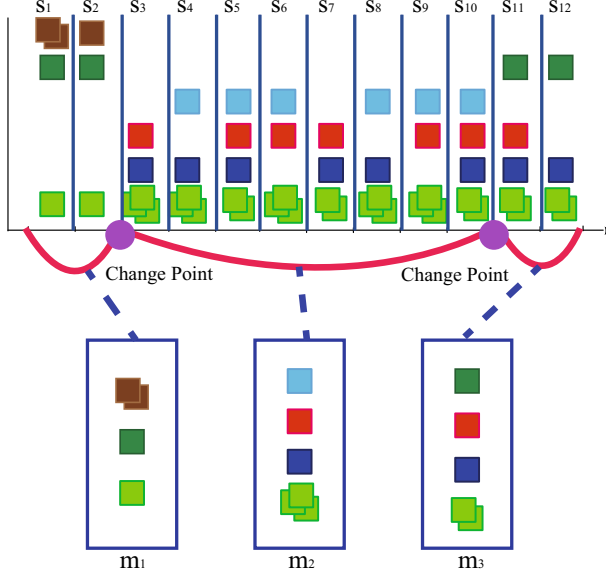 S1 S2 S3 S4 S5 S6 S7 S8 S9 S10 S11 S12
Change Point Change Point
m1 m2 m3